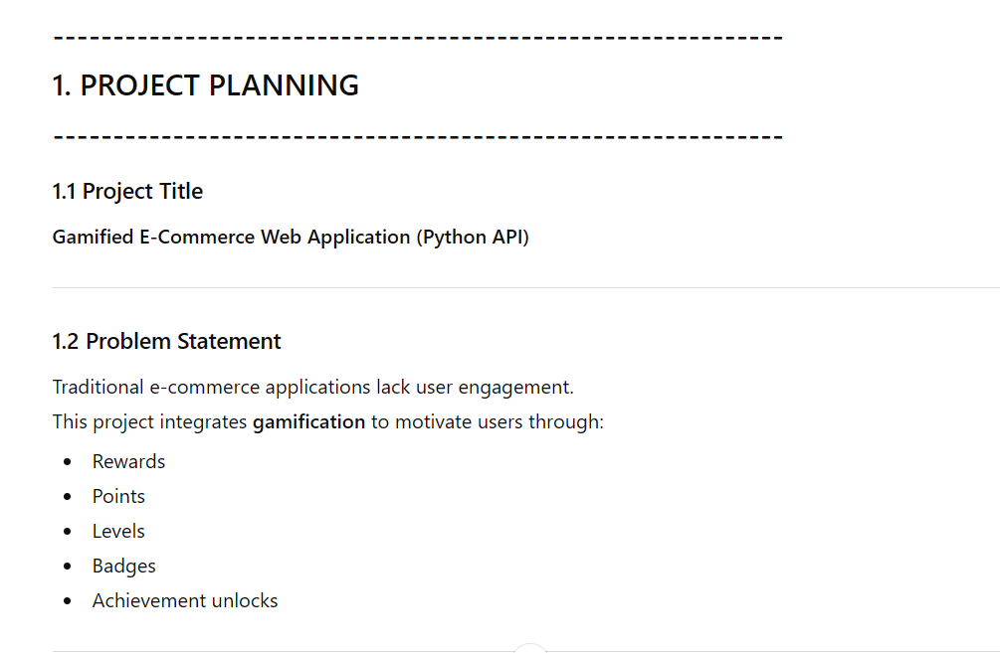 ------------------------------------------------------------
1. PROJECT PLANNING
------------------------------------------------------------
1.1 Project Title
Gamified E-Commerce Web Application (Python API)
1.2 Problem Statement
Traditional e-commerce applications lack user engagement.
This project integrates gamification to motivate users through:
• Rewards
• Points
• Levels
• Badges
• Achievement unlocks